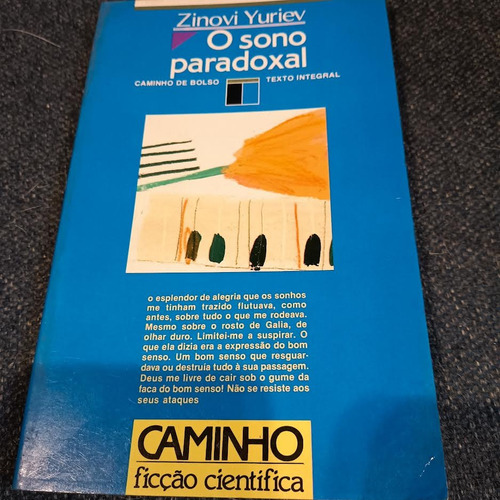 Zinovi Yuriev
O sono
paradoxal
CAMINHO DE BOLSO TEXTO INTEGRAL
o esplendor de alegria que os sonhos
me tinham trazido flutuava, como
antes, sobre tudo o que me rodeava.
Mesmo sobre o rosto de Galia, de
olhar duro. Limitei-me a suspirar. O
que ela dizia era a expressão do bom
senso. Um bom senso que resguar-
dava ou destruía tudo à sua passagem.
Deus me livre de cair sob o gume da
faca do bom senso! Não se resiste aos
seus ataques
CAMINHO
ficção científica